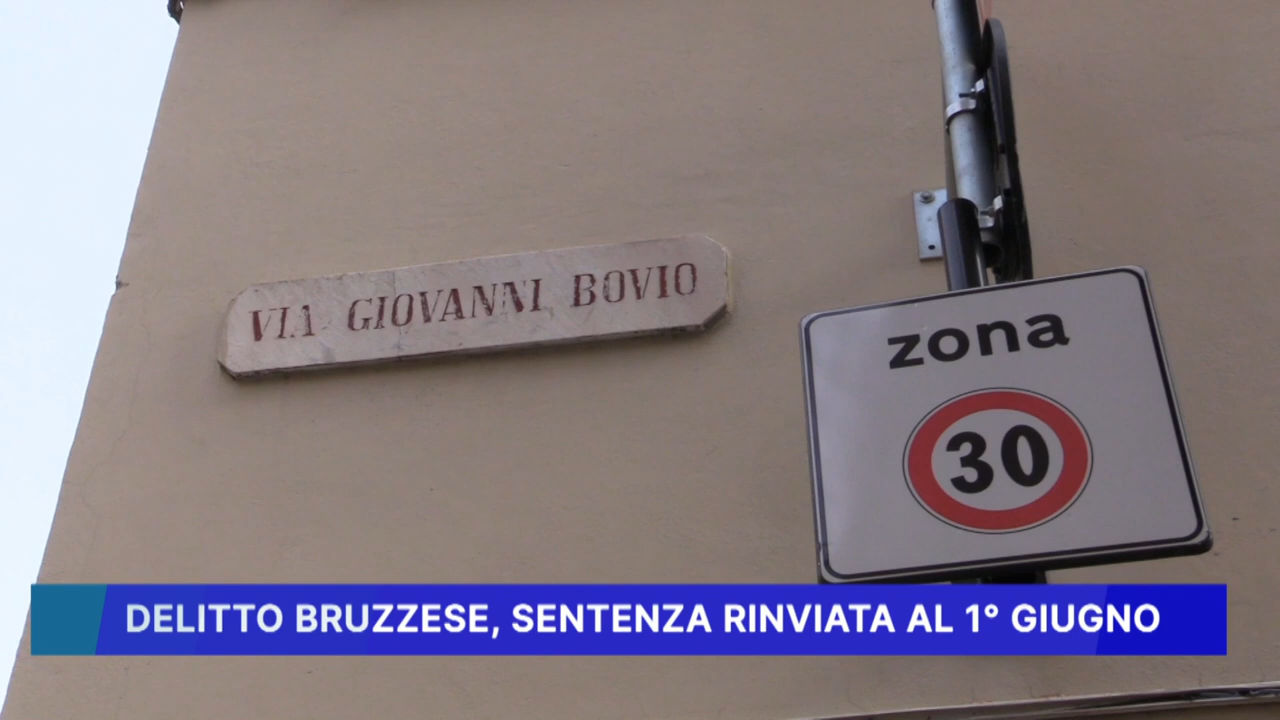 VIA GIOVANNI BOVIO
zona
30
DELITTO BRUZZESE, SENTENZA RINVIATA AL 1° GIUGNO